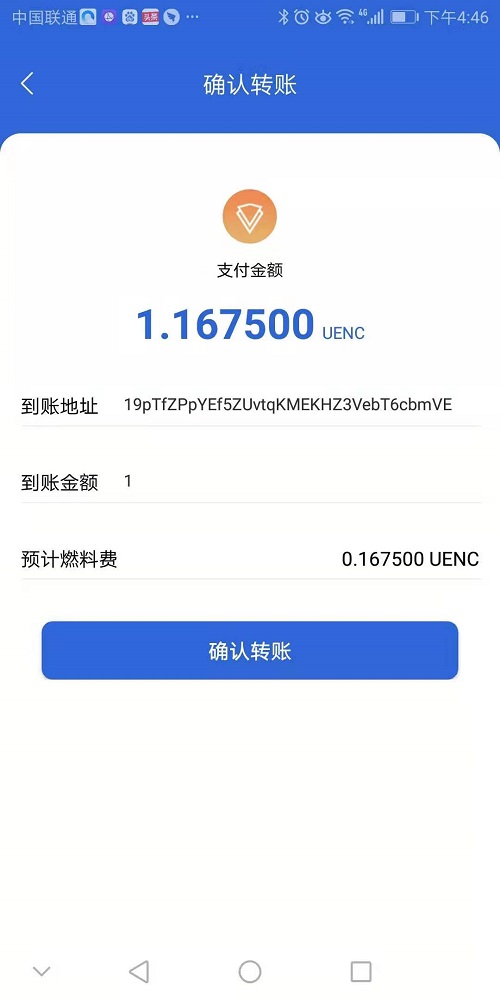 中国联通 头条 ... 4G 下午4:46
确认转账
支付金额
1.167500 UENC
到账地址 19pTfZPpYEf5ZUvtqKMEKHZ3VebT6cbmVE
到账金额 1
预计燃料费 0.167500 UENC
确认转账